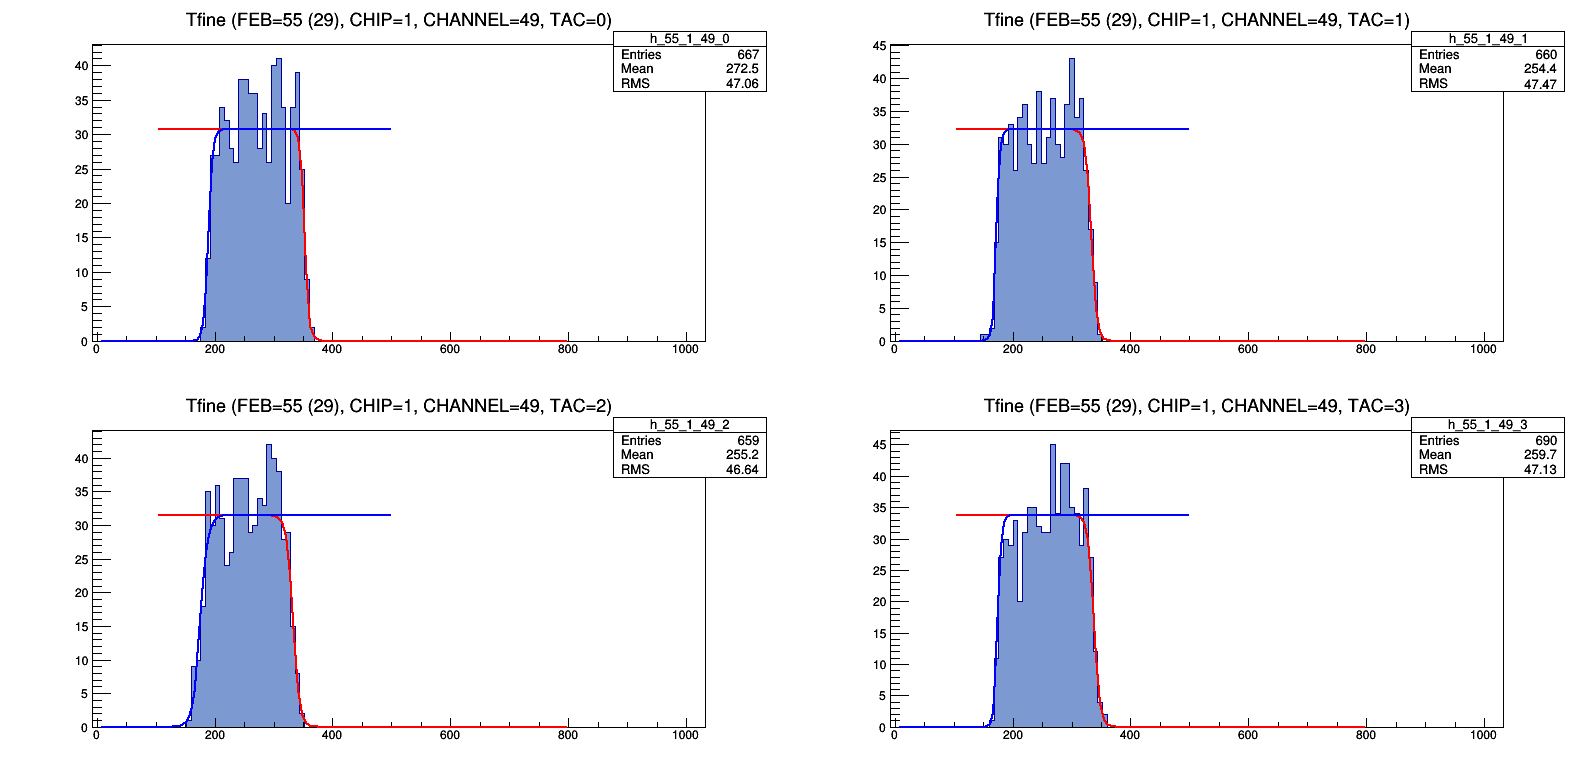 Tfine (FEB=55 (29), CHIP=1, CHANNEL=49, TAC=0)
h_55_1_49_0
Entries 667
Mean 272.5
RMS 47.06
40
35
30
25
20
15
10
5
0
0 200 400 600 800 1000
Tfine (FEB=55 (29), CHIP=1, CHANNEL=49, TAC=1)
h_55_1_49_1
Entries 660
Mean 254.4
RMS 47.47
45
40
35
30
25
20
15
10
5
0
0 200 400 600 800 1000
Tfine (FEB=55 (29), CHIP=1, CHANNEL=49, TAC=2)
h_55_1_49_2
Entries 659
Mean 255.2
RMS 46.64
40
35
30
25
20
15
10
5
0
0 200 400 600 800 1000
Tfine (FEB=55 (29), CHIP=1, CHANNEL=49, TAC=3)
h_55_1_49_3
Entries 690
Mean 259.7
RMS 47.13
45
40
35
30
25
20
15
10
5
0
0 200 400 600 800 1000